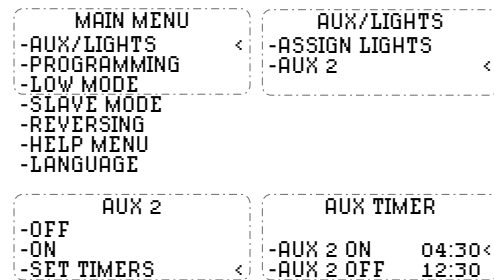 MAIN MENU
-AUX/LIGHTS <
-PROGRAMMING
-LOW MODE
-SLAVE MODE
-REVERSING
-HELP MENU
-LANGUAGE
AUX/LIGHTS
-ASSIGN LIGHTS
-AUX 2 <
AUX 2
-OFF
-ON
-SET TIMERS <
AUX TIMER
-AUX 2 ON 04:30<
-AUX 2 OFF 12:30